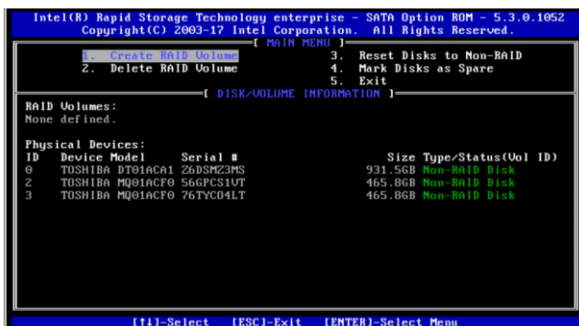 Intel(R) Rapid Storage Technology enterprise - SATA Option ROM - 5.3.0.1052
Copyright(C) 2003-17 Intel Corporation. All Rights Reserved.
[ MAIN MENU ]
1. Create RAID Volume 3. Reset Disks to Non-RAID
2. Delete RAID Volume 4. Mark Disks as Spare
5. Exit
[ DISK/VOLUME INFORMATION ]
RAID Volumes:
None defined.
Physical Devices:
ID Device Model Serial # Size Type/Status(Vol ID)
0 TOSHIBA DT01ACA1 Z6DSMZ3MS 931.5GB Non-RAID Disk
2 TOSHIBA MQ01ACF0 56GPCS1VT 465.8GB Non-RAID Disk
3 TOSHIBA MQ01ACF0 76TYC04LT 465.8GB Non-RAID Disk
[↑↓]-Select [ESC]-Exit [ENTER]-Select Menu